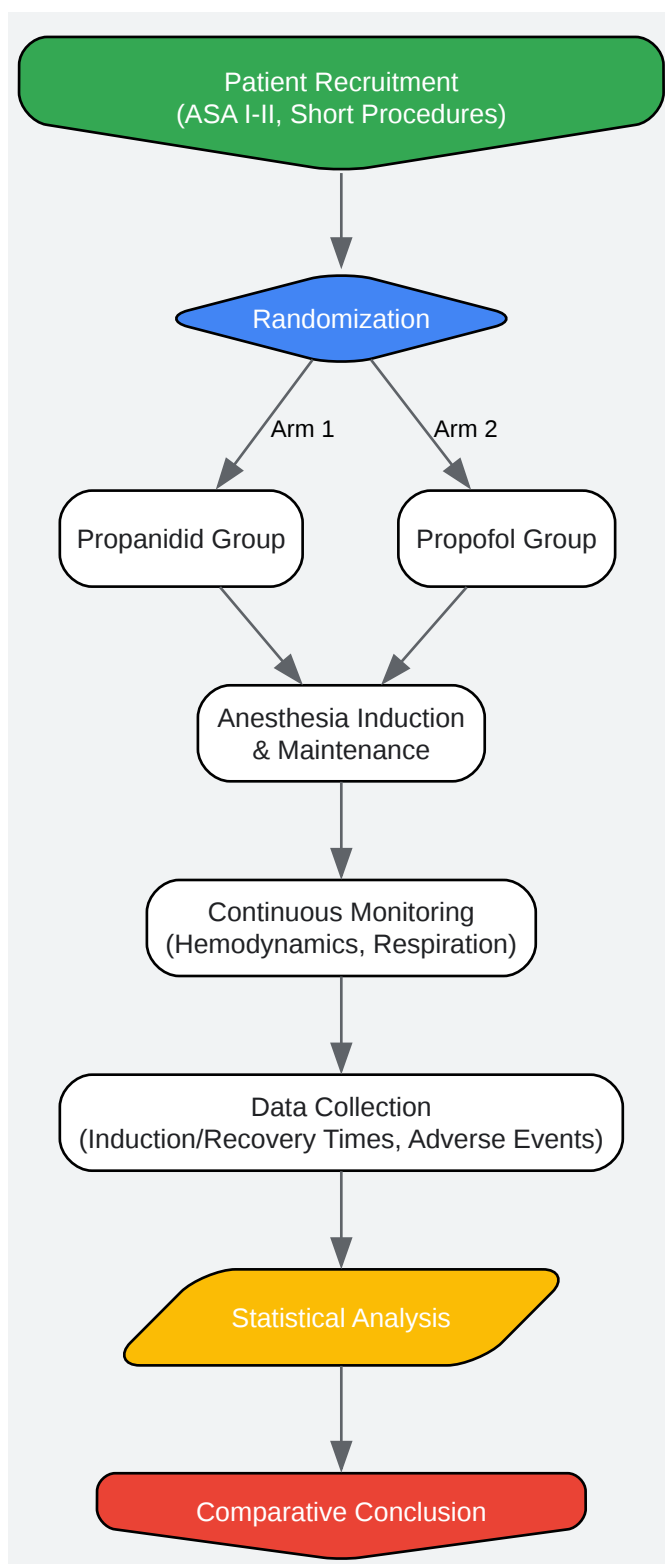 Patient Recruitment
(ASA I-II, Short Procedures)
Randomization
Arm 1
Arm 2
Propanidid Group
Propofol Group
Anesthesia Induction
& Maintenance
Continuous Monitoring
(Hemodynamics, Respiration)
Data Collection
(Induction/Recovery Times, Adverse Events)
Statistical Analysis
Comparative Conclusion